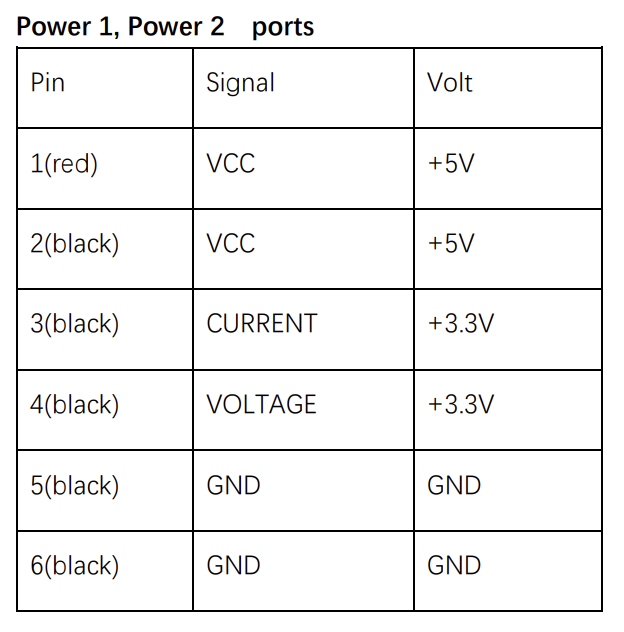 Power 1, Power 2 ports
Pin Signal Volt
1(red) VCC +5V
2(black) VCC +5V
3(black) CURRENT +3.3V
4(black) VOLTAGE +3.3V
5(black) GND GND
6(black) GND GND